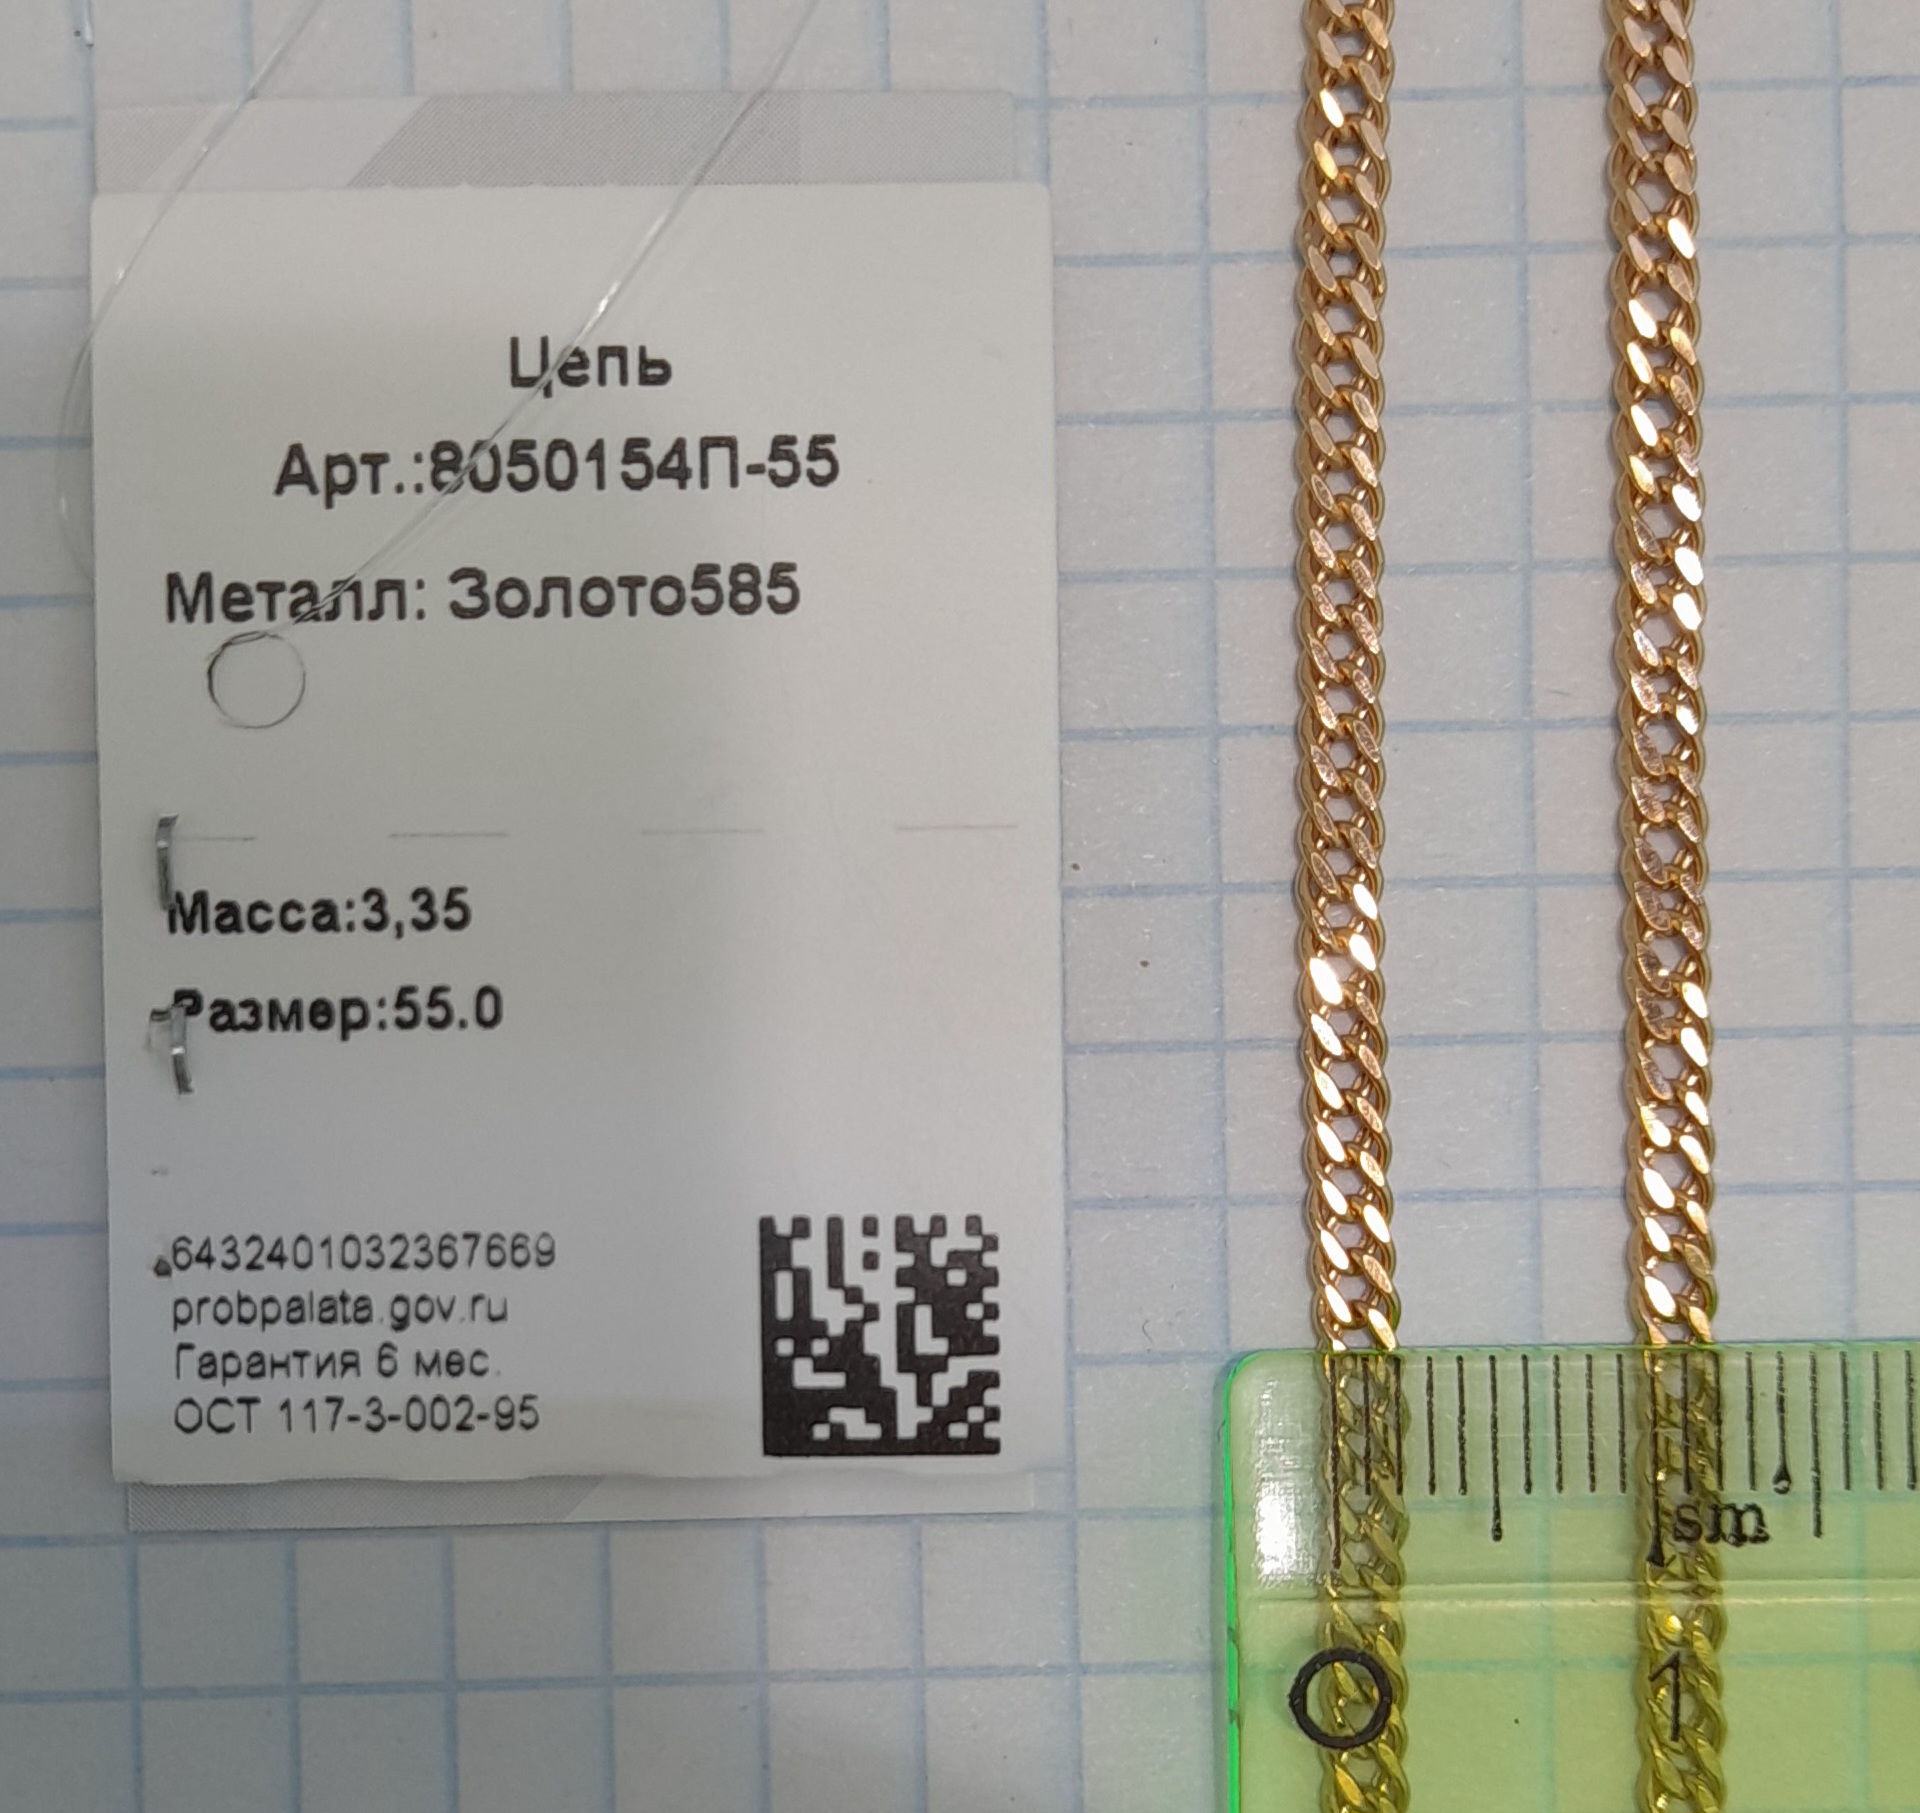 Цепь
Арт.:8050154П-55
Металл: Золото585
Масса:3,35
Размер:55.0
6432401032367669
probpalata.gov.ru
Гарантия 6 мес.
ОСТ 117-3-002-95
sm
0 1